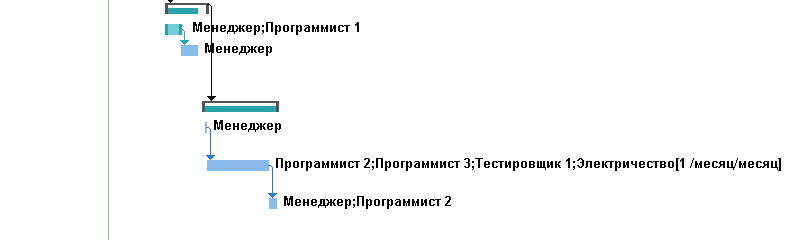 Менеджер;Программист 1
Менеджер
Менеджер
Программист 2;Программист 3;Тестировщик 1;Электричество[1 /месяц/месяц]
Менеджер;Программист 2